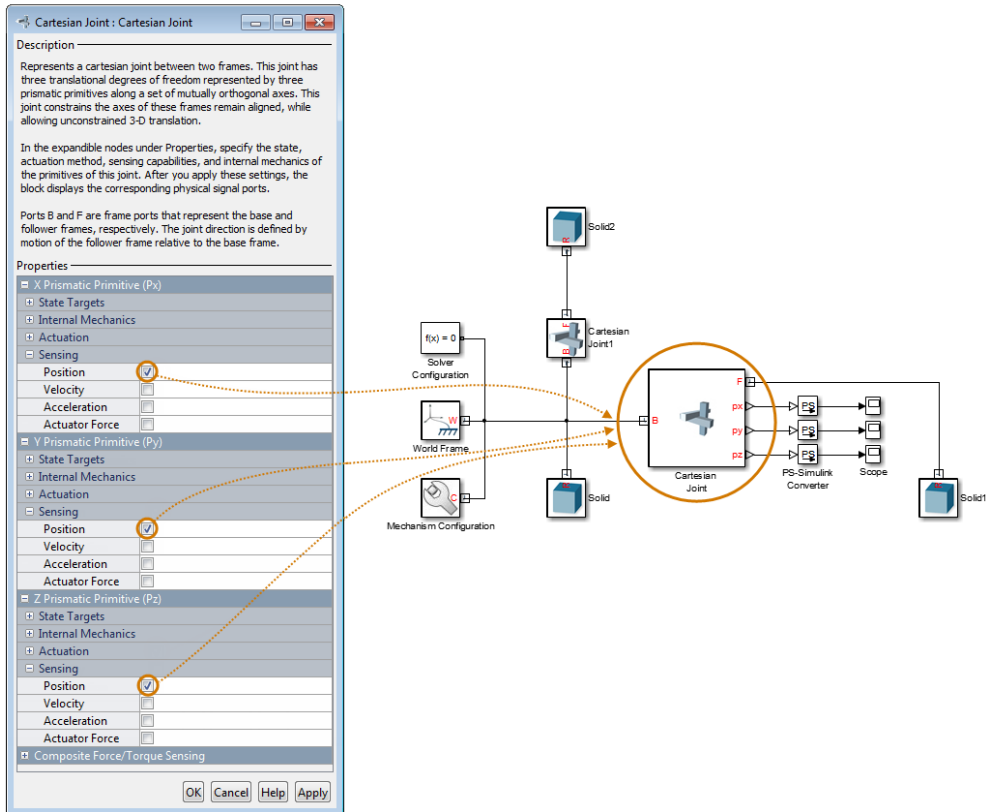 Cartesian Joint : Cartesian Joint
Description
Represents a cartesian joint between two frames. This joint has
three translational degrees of freedom represented by three
prismatic primitives along a set of mutually orthogonal axes. This
joint constrains the axes of these frames remain aligned, while
allowing unconstrained 3-D translation.
In the expandible nodes under Properties, specify the state,
actuation method, sensing capabilities, and internal mechanics of
the primitives of this joint. After you apply these settings, the
block displays the corresponding physical signal ports.
Ports B and F are frame ports that represent the base and
follower frames, respectively. The joint direction is defined by
motion of the follower frame relative to the base frame.
Properties
X Prismatic Primitive (Px)
State Targets
Internal Mechanics
Actuation
Sensing
Position
Velocity
Acceleration
Actuator Force
Y Prismatic Primitive (Py)
State Targets
Internal Mechanics
Actuation
Sensing
Position
Velocity
Acceleration
Actuator Force
Z Prismatic Primitive (Pz)
State Targets
Internal Mechanics
Actuation
Sensing
Position
Velocity
Acceleration
Actuator Force
Composite Force/Torque Sensing
OK Cancel Help Apply
R
Solid2
F
B
Cartesian
Joint1
f(x) = 0
Solver
Configuration
W
World Frame
C
Mechanism Configuration
R
Solid
B
F
px
py
pz
Cartesian
Joint
PS
PS
PS
PS-Simulink
Converter
Scope
R
Solid1